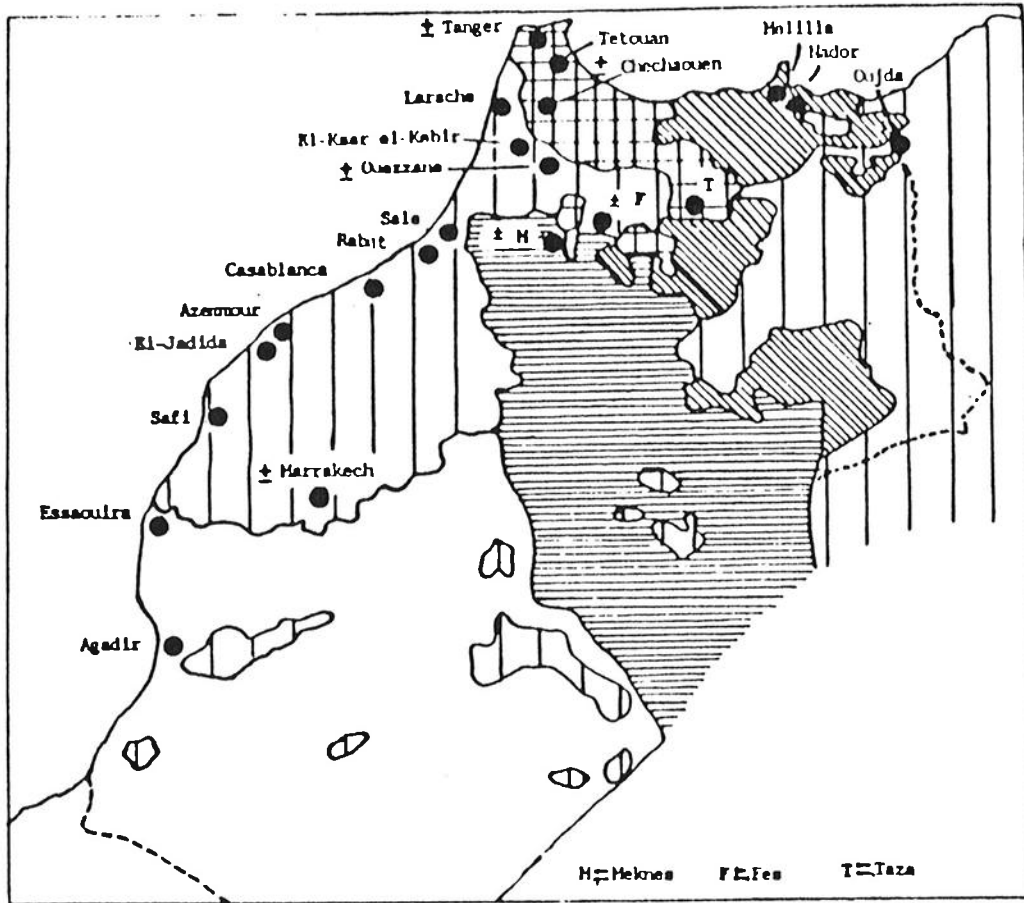 ± Tanger
Tetouan
+ Chechaouen
Melilla
Nador
Oujda
Larache
El-Ksar el-Kebir
± Ouezzane
± F
T
Sale
± M
Rabat
Casablanca
Azemmour
El-Jadida
Safi
± Marrakech
Essaouira
Agadir
M = Meknes F = Fes T = Taza